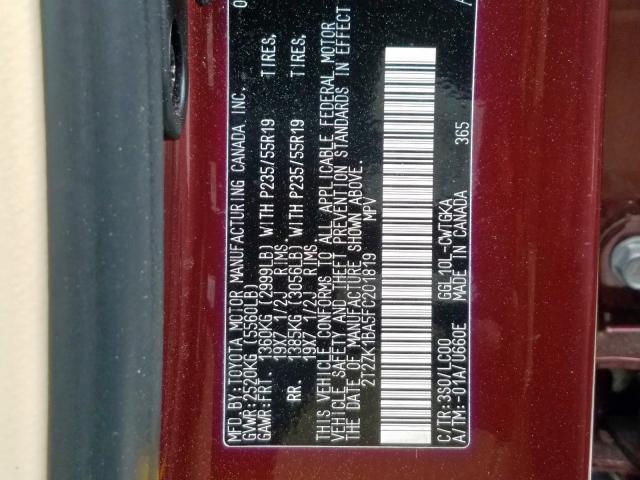 MFD.BY:TOYOTA MOTOR MANUFACTURING CANADA, INC. 0
GVWR:2520KG (5560LB)
GAWR:FRT. 1360KG (2999LB) WITH P235/55R19 TIRES,
19X7 1/2J RIMS
RR. 1385KG (3056LB) WITH P235/55R19 TIRES,
19X7 1/2J RIMS
THIS VEHICLE CONFORMS TO ALL APPLICABLE FEDERAL MOTOR
VEHICLE SAFETY AND THEFT PREVENTION STANDARDS IN EFFECT
THE DATE OF MANUFACTURE SHOWN ABOVE.
2T2ZK1BA5FC201819 MPV
C/TR:3S0/LC00 GGL10L-CWTGKA 365
A/TM:-01A/U660E MADE IN CANADA